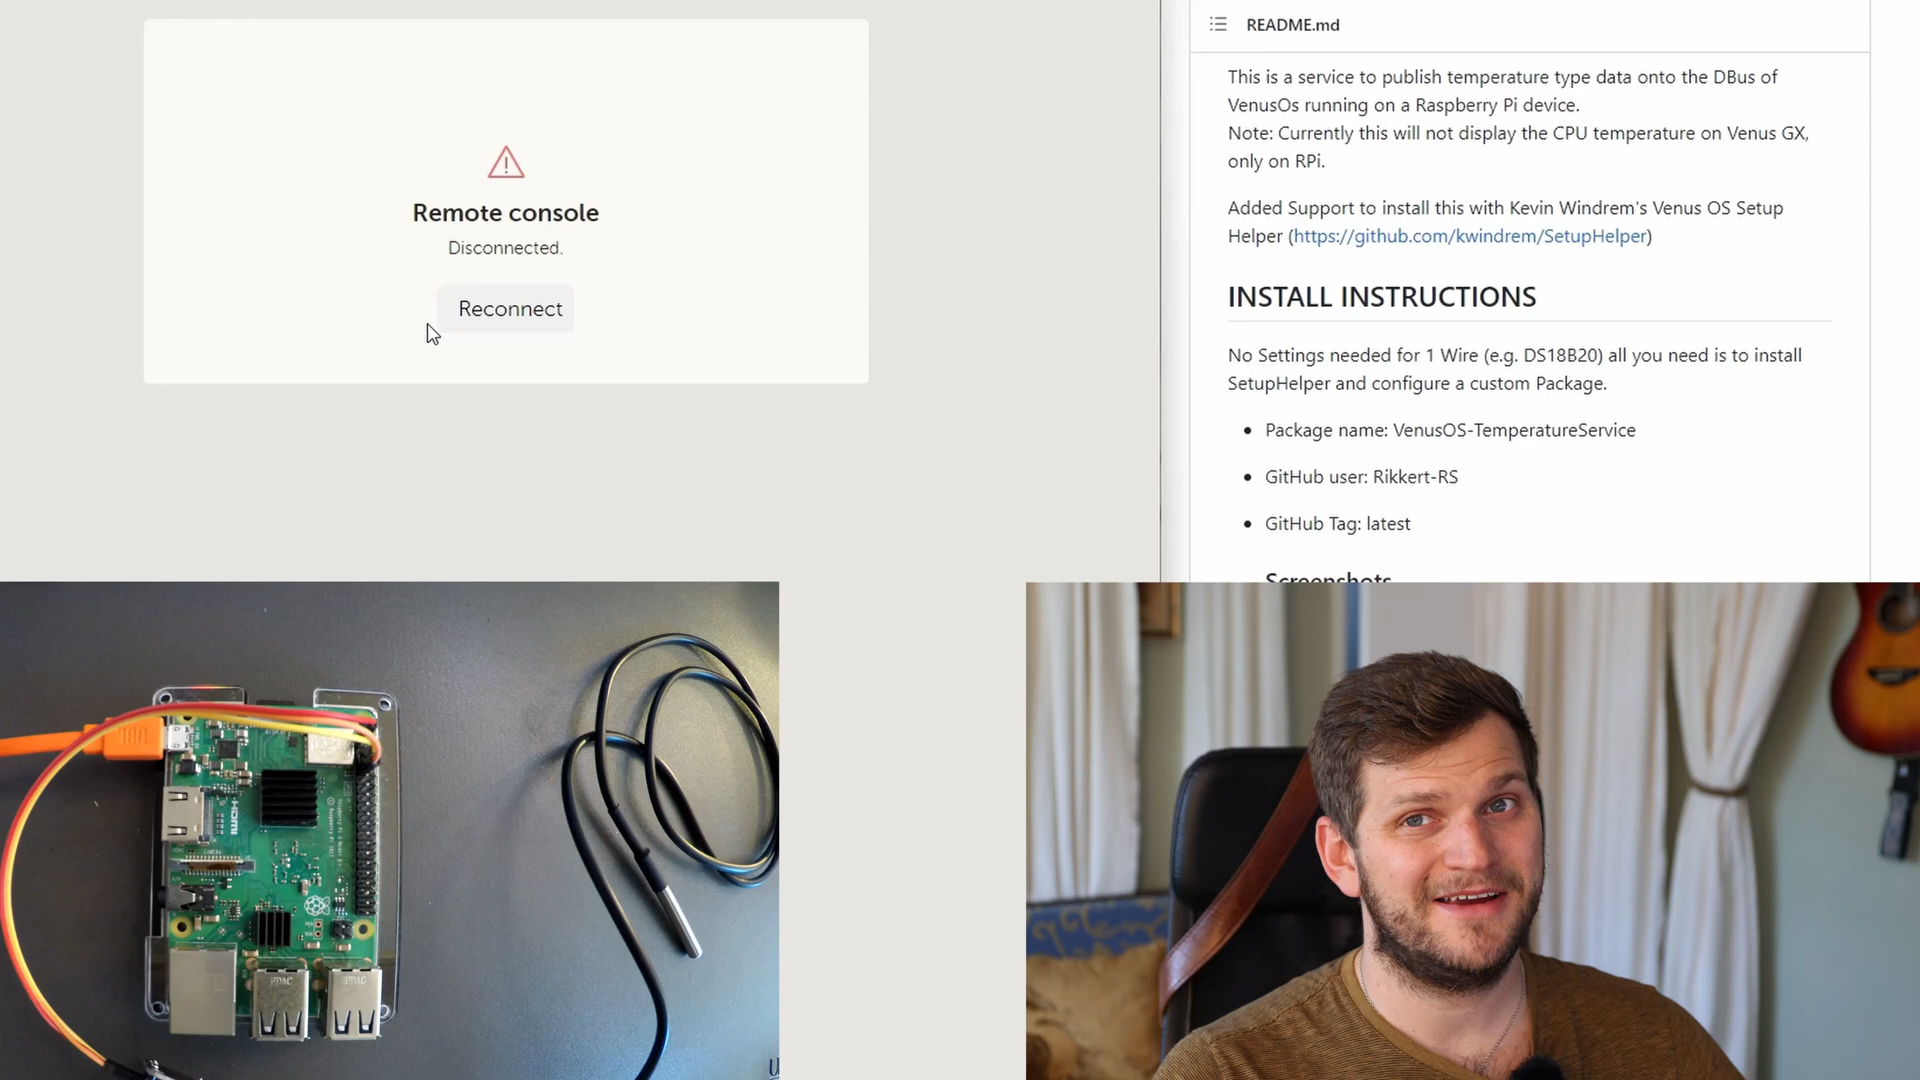 Remote console
Disconnected.
Reconnect
README.md
This is a service to publish temperature type data onto the DBus of
VenusOs running on a Raspberry Pi device.
Note: Currently this will not display the CPU temperature on Venus GX,
only on RPi.
Added Support to install this with Kevin Windrem's Venus OS Setup
Helper (https://github.com/kwindrem/SetupHelper)
INSTALL INSTRUCTIONS
No Settings needed for 1 Wire (e.g. DS18B20) all you need is to install
SetupHelper and configure a custom Package.
Package name: VenusOS-TemperatureService
GitHub user: Rikkert-RS
GitHub Tag: latest
Screenshots
JBL
HDMI